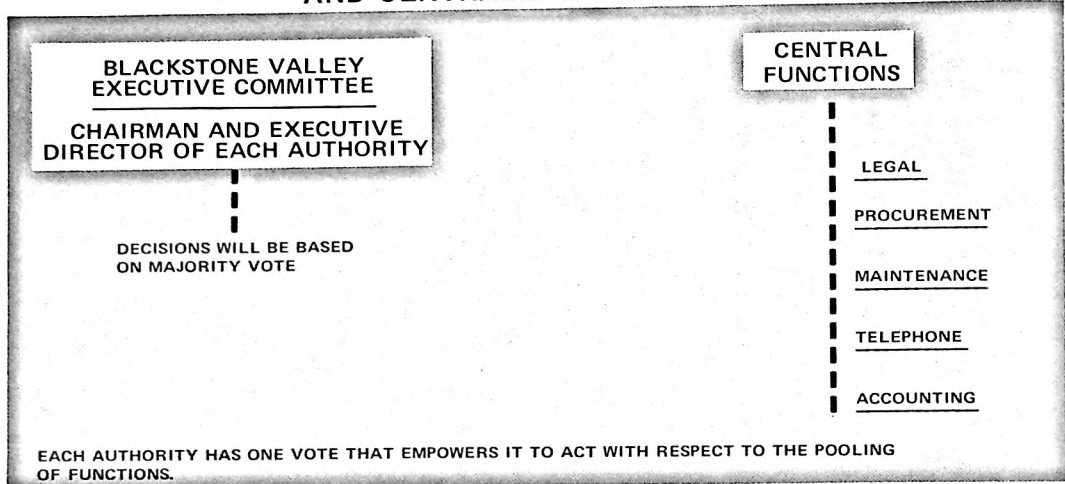 BLACKSTONE VALLEY
EXECUTIVE COMMITTEE
CHAIRMAN AND EXECUTIVE
DIRECTOR OF EACH AUTHORITY
DECISIONS WILL BE BASED
ON MAJORITY VOTE
CENTRAL
FUNCTIONS
LEGAL
PROCUREMENT
MAINTENANCE
TELEPHONE
ACCOUNTING
EACH AUTHORITY HAS ONE VOTE THAT EMPOWERS IT TO ACT WITH RESPECT TO THE POOLING
OF FUNCTIONS.